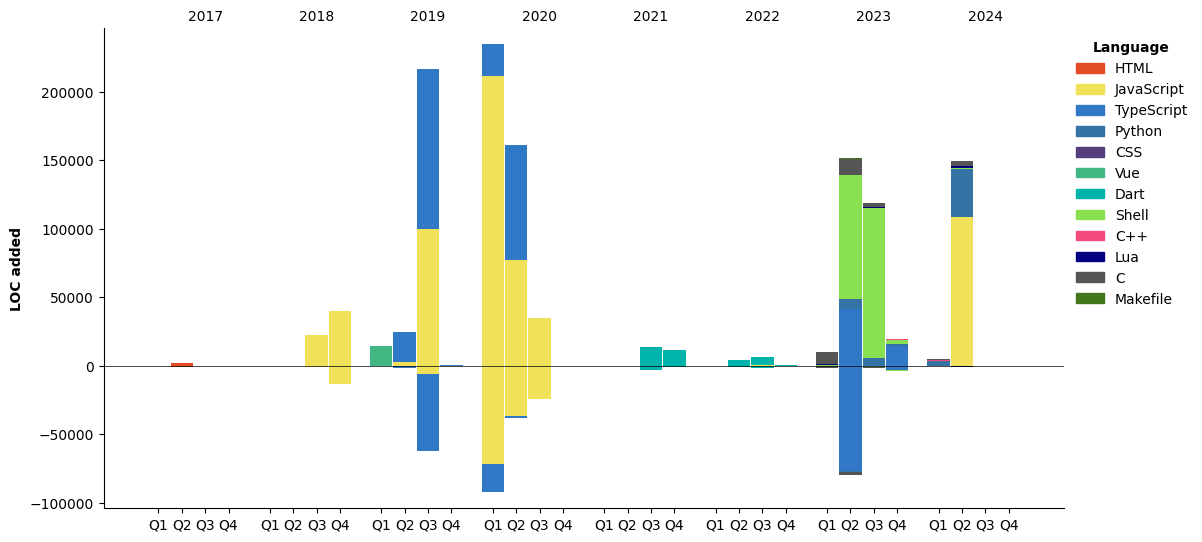 2017 2018 2019 2020 2021 2022 2023 2024
LOC added
200000
150000
100000
50000
0
−50000
−100000
Q1 Q2 Q3 Q4 Q1 Q2 Q3 Q4 Q1 Q2 Q3 Q4 Q1 Q2 Q3 Q4 Q1 Q2 Q3 Q4 Q1 Q2 Q3 Q4 Q1 Q2 Q3 Q4 Q1 Q2 Q3 Q4
Language
HTML
JavaScript
TypeScript
Python
CSS
Vue
Dart
Shell
C++
Lua
C
Makefile